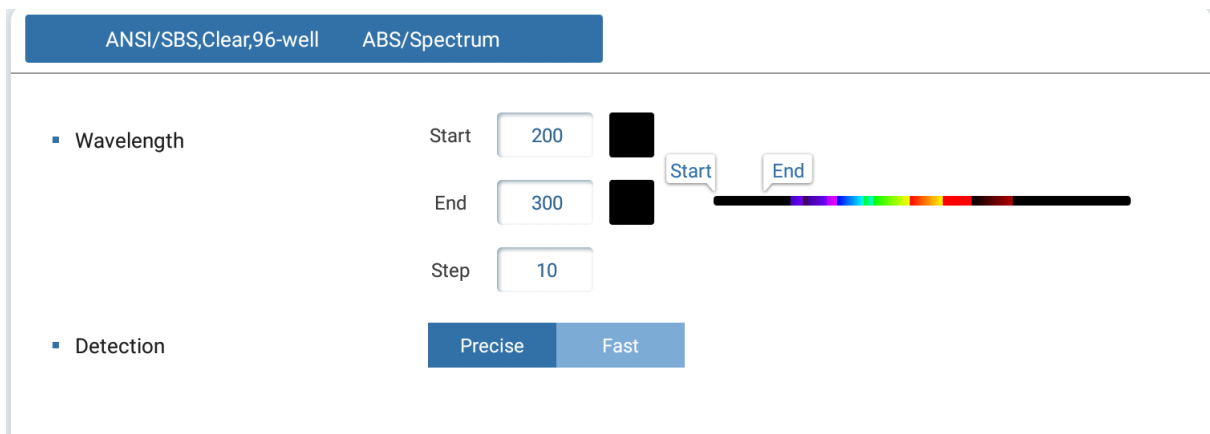 ANSI/SBS,Clear,96-well ABS/Spectrum
Wavelength
Start 200
Start End
End 300
Step 10
Detection
Precise Fast